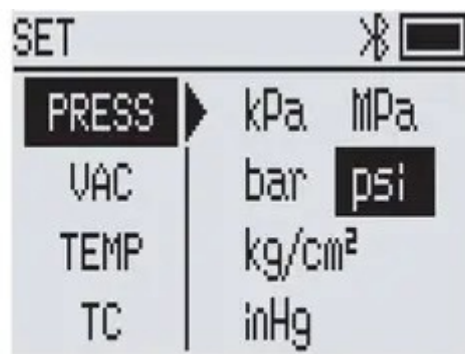 SET
PRESS kPa MPa
VAC bar psi
TEMP kg/cm²
TC inHg